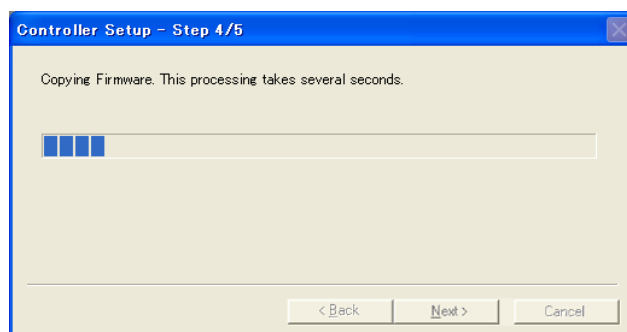 Controller Setup - Step 4/5
Copying Firmware. This processing takes several seconds.
< Back
Next >
Cancel